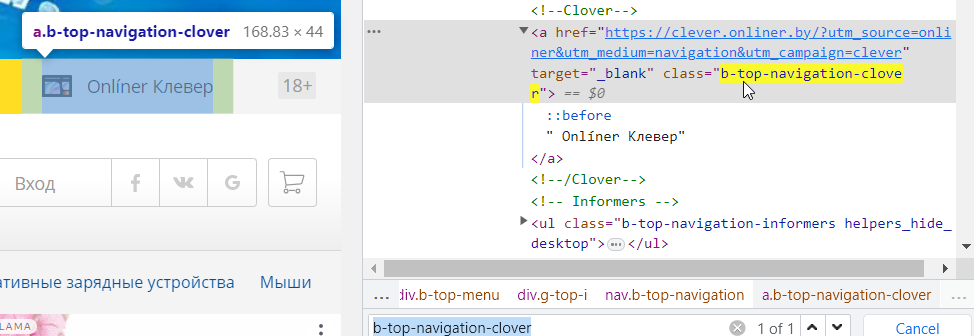 a.b-top-navigation-clover 168.83 × 44
Onlíner Клевер
18+
Вход
f
G
ативные зарядные устройства
Мыши
LAMA
<!--Clover-->
<a href="https://clever.onliner.by/?utm_source=onli
ner&utm_medium=navigation&utm_campaign=clever"
target="_blank" class="b-top-navigation-clove
r"> == $0
::before
" Onlíner Клевер"
</a>
<!--/Clover-->
<!-- Informers -->
<ul class="b-top-navigation-informers helpers_hide_
desktop">…</ul>
... div.b-top-menu div.g-top-i nav.b-top-navigation a.b-top-navigation-clover ...
b-top-navigation-clover
1 of 1
Cancel